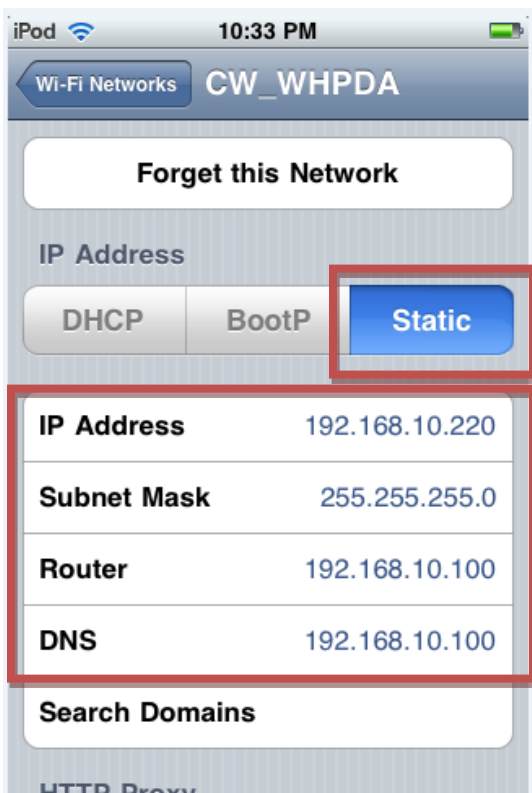 iPod 10:33 PM
Wi-Fi Networks CW_WHPDA
Forget this Network
IP Address
DHCP BootP Static
IP Address 192.168.10.220
Subnet Mask 255.255.255.0
Router 192.168.10.100
DNS 192.168.10.100
Search Domains
HTTP Proxy